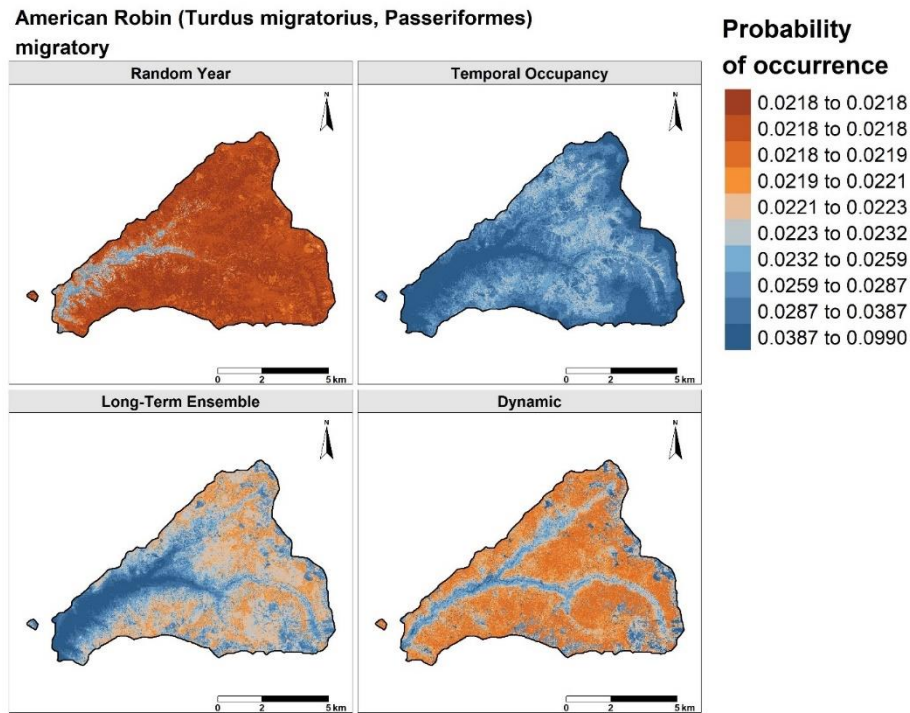 American Robin (Turdus migratorius, Passeriformes)
migratory
Random Year
N
0 2 5 km
Temporal Occupancy
N
0 2 5 km
Long-Term Ensemble
N
0 2 5 km
Dynamic
N
0 2 5 km
Probability
of occurrence
0.0218 to 0.0218
0.0218 to 0.0218
0.0218 to 0.0219
0.0219 to 0.0221
0.0221 to 0.0223
0.0223 to 0.0232
0.0232 to 0.0259
0.0259 to 0.0287
0.0287 to 0.0387
0.0387 to 0.0990